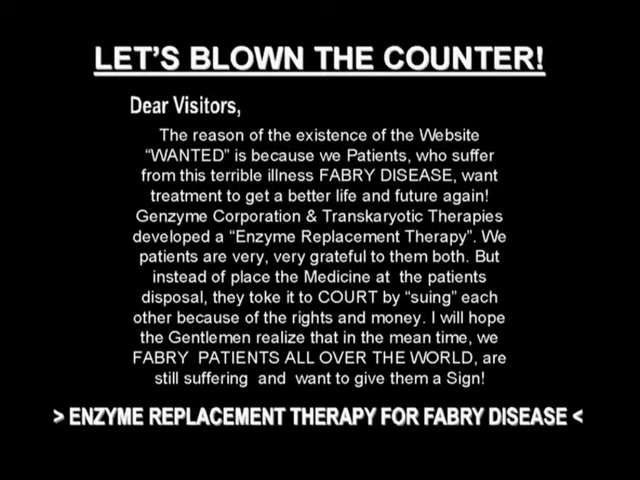 LET'S BLOWN THE COUNTER!
Dear Visitors,
The reason of the existence of the Website
“WANTED” is because we Patients, who suffer
from this terrible illness FABRY DISEASE, want
treatment to get a better life and future again!
Genzyme Corporation & Transkaryotic Therapies
developed a “Enzyme Replacement Therapy”. We
patients are very, very grateful to them both. But
instead of place the Medicine at the patients
disposal, they toke it to COURT by “suing” each
other because of the rights and money. I will hope
the Gentlemen realize that in the mean time, we
FABRY PATIENTS ALL OVER THE WORLD, are
still suffering and want to give them a Sign!
> ENZYME REPLACEMENT THERAPY FOR FABRY DISEASE <